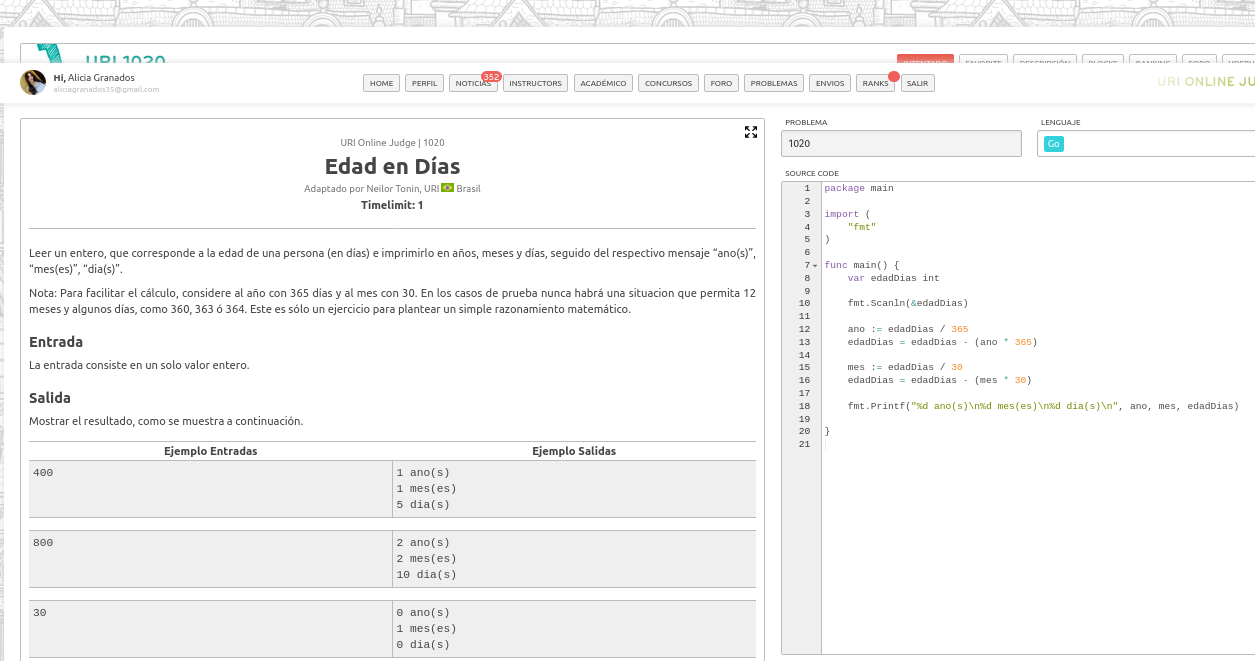 URI 1020
Hi, Alicia Granados
aliciagranados35@gmail.com
HOME
PERFIL
NOTICIAS
352
INSTRUCTORS
ACADÉMICO
CONCURSOS
FORO
PROBLEMAS
ENVIOS
RANKS
SALIR
URI ONLINE JU
URI Online Judge | 1020
Edad en Días
Adaptado por Neilor Tonin, URI Brasil
Timelimit: 1
Leer un entero, que corresponde a la edad de una persona (en días) e imprimirlo en años, meses y días, seguido del respectivo mensaje “ano(s)”,
“mes(es)”, “dia(s)”.
Nota: Para facilitar el cálculo, considere al año con 365 días y al mes con 30. En los casos de prueba nunca habrá una situacion que permita 12
meses y algunos días, como 360, 363 ó 364. Este es sólo un ejercicio para plantear un simple razonamiento matemático.
Entrada
La entrada consiste en un solo valor entero.
Salida
Mostrar el resultado, como se muestra a continuación.
Ejemplo Entradas
Ejemplo Salidas
400
1 ano(s)
1 mes(es)
5 dia(s)
800
2 ano(s)
2 mes(es)
10 dia(s)
30
0 ano(s)
1 mes(es)
0 dia(s)
PROBLEMA
1020
LENGUAJE
Go
SOURCE CODE
1 package main
2
3 import (
4     "fmt"
5 )
6
7 func main() {
8     var edadDias int
9
10     fmt.Scanln(&edadDias)
11
12     ano := edadDias / 365
13     edadDias = edadDias - (ano * 365)
14
15     mes := edadDias / 30
16     edadDias = edadDias - (mes * 30)
17
18     fmt.Printf("%d ano(s)\n%d mes(es)\n%d dia(s)\n", ano, mes, edadDias)
19
20 }
21